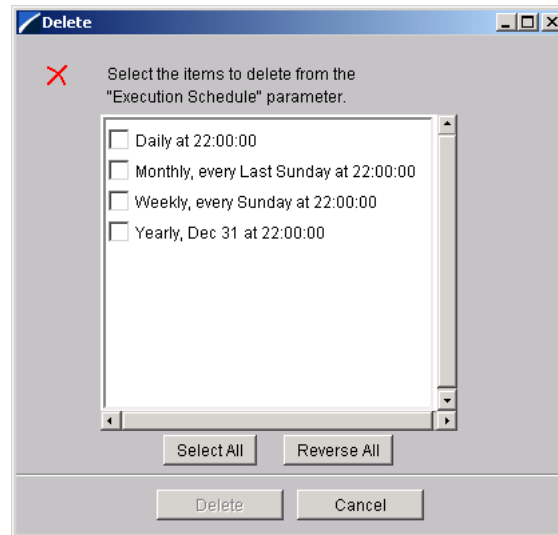 Delete
Select the items to delete from the
"Execution Schedule" parameter.
Daily at 22:00:00
Monthly, every Last Sunday at 22:00:00
Weekly, every Sunday at 22:00:00
Yearly, Dec 31 at 22:00:00
Select All
Reverse All
Delete
Cancel